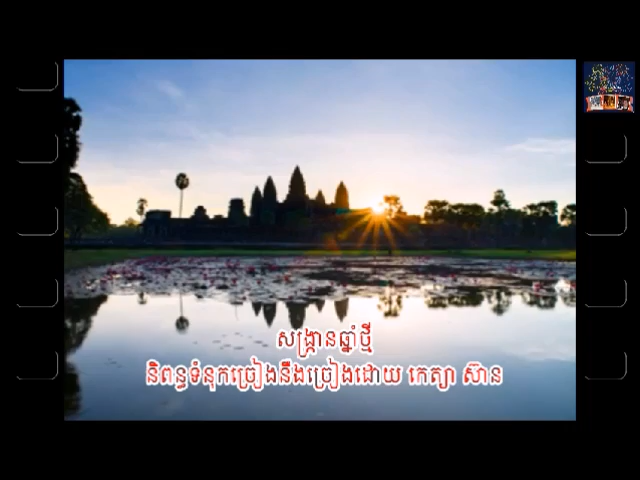 សង្ក្រានឆ្នាំថ្មី
និពន្ធទំនុកច្រៀងនឹងច្រៀងដោយ កេត្យា ស៊ាន